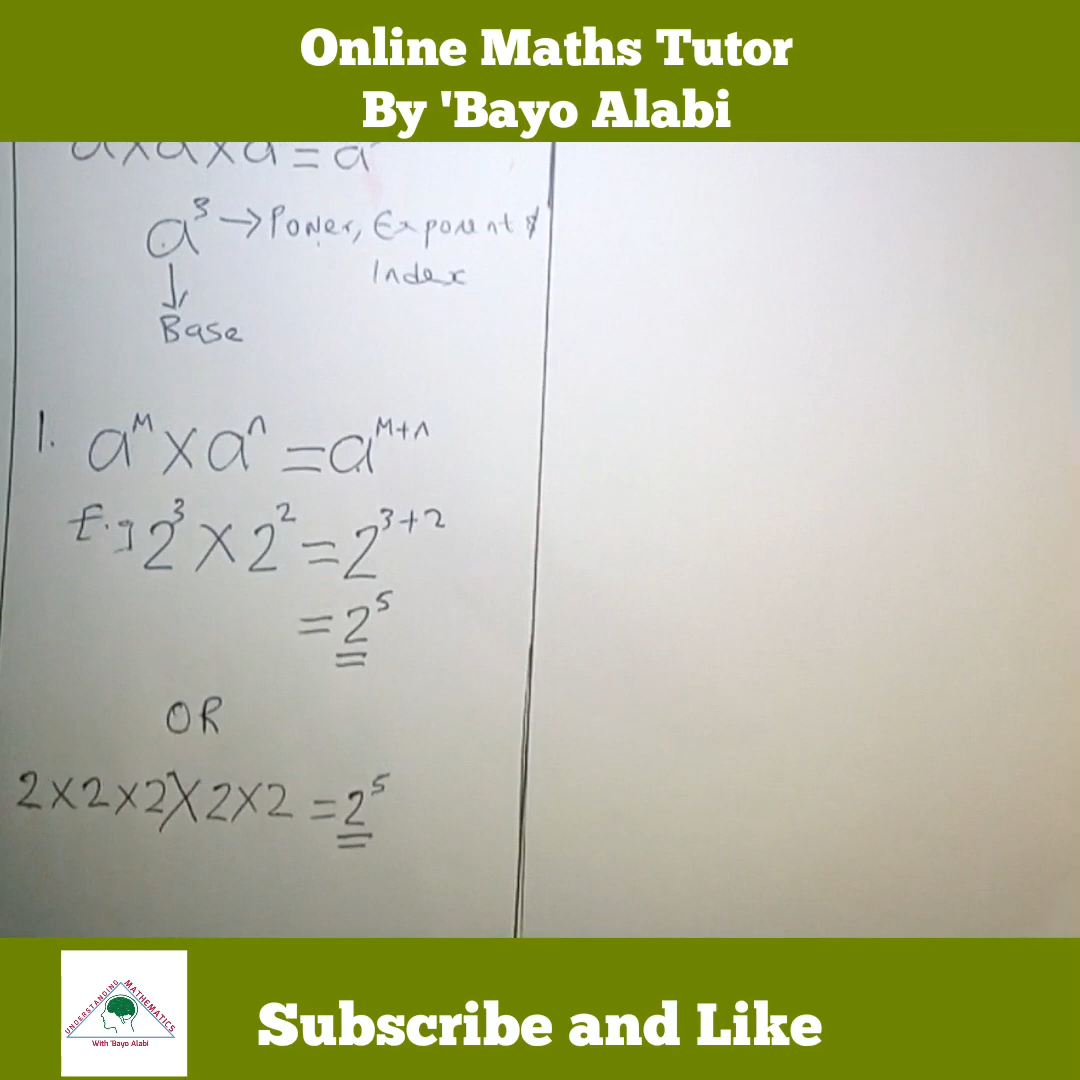 Online Maths Tutor
By 'Bayo Alabi
a×a×a=a
a³→Power, Exponent &
Index
Base
1. aᴹ×aⁿ=aᴹ⁺ⁿ
E.g 2³×2²=2³⁺²
=2⁵
OR
2×2×2×2×2=2⁵
UNDERSTANDING MATHEMATICS
With 'Bayo Alabi
Subscribe and Like